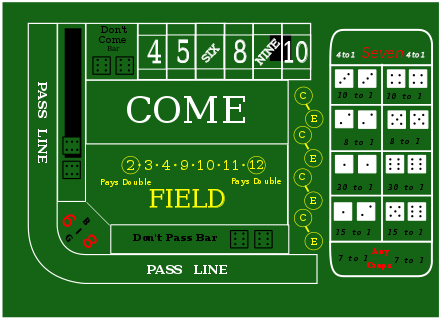 Don't
Come
Bar
4 5 SIX 8 NINE 10
PASS LINE
COME
2·3·4·9·10·11·12
Pays Double Pays Double
FIELD
6 8
8 6
Don't Pass Bar
PASS LINE
C
E
C
E
C
E
C
E
4 to 1 Seven 4 to 1
10 to 1 10 to 1
8 to 1 8 to 1
30 to 1 30 to 1
15 to 1 15 to 1
Any
7 to 1 7 to 1
Craps